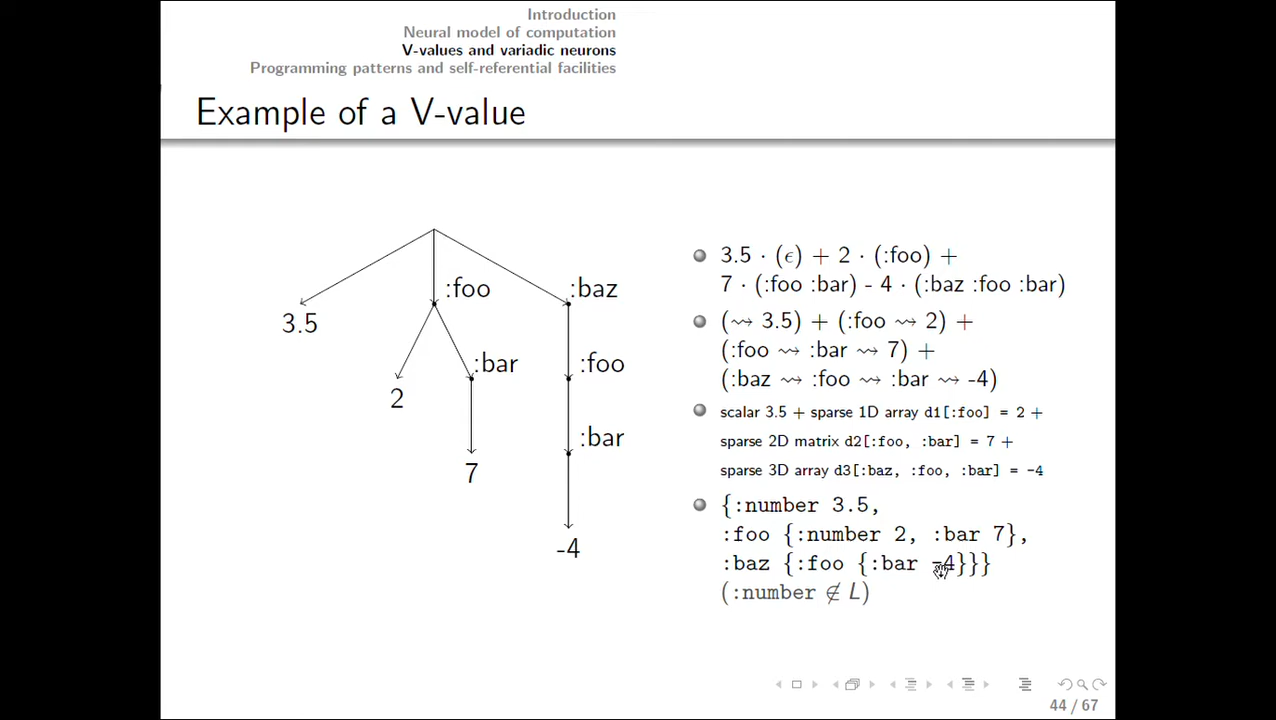 Introduction
Neural model of computation
V-values and variadic neurons
Programming patterns and self-referential facilities
Example of a V-value
:foo
:baz
3.5
:bar
:foo
2
:bar
7
-4
3.5 · (ϵ) + 2 · (:foo) +
7 · (:foo :bar) - 4 · (:baz :foo :bar)
(⇝ 3.5) + (:foo ⇝ 2) +
(:foo ⇝ :bar ⇝ 7) +
(:baz ⇝ :foo ⇝ :bar ⇝ -4)
scalar 3.5 + sparse 1D array d1[:foo] = 2 +
sparse 2D matrix d2[:foo, :bar] = 7 +
sparse 3D array d3[:baz, :foo, :bar] = -4
{:number 3.5,
:foo {:number 2, :bar 7},
:baz {:foo {:bar -4}}}
(:number ∉ L)
44 / 67